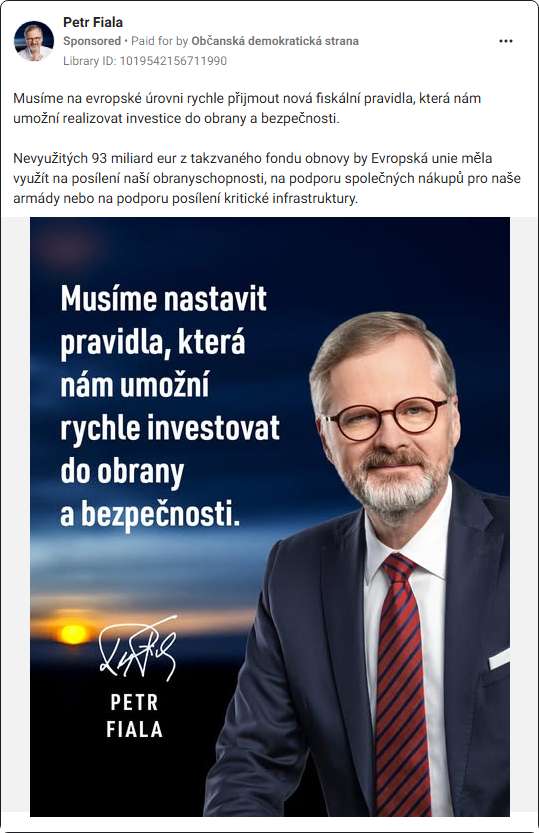 Petr Fiala
Sponsored • Paid for by Občanská demokratická strana
Library ID: 1019542156711990
Musíme na evropské úrovni rychle přijmout nová fiskální pravidla, která nám
umožní realizovat investice do obrany a bezpečnosti.
Nevyužitých 93 miliard eur z takzvaného fondu obnovy by Evropská unie měla
využít na posílení naší obranyschopnosti, na podporu společných nákupů pro naše
armády nebo na podporu posílení kritické infrastruktury.
Musíme nastavit
pravidla, která
nám umožní
rychle investovat
do obrany
a bezpečnosti.
PETR
FIALA